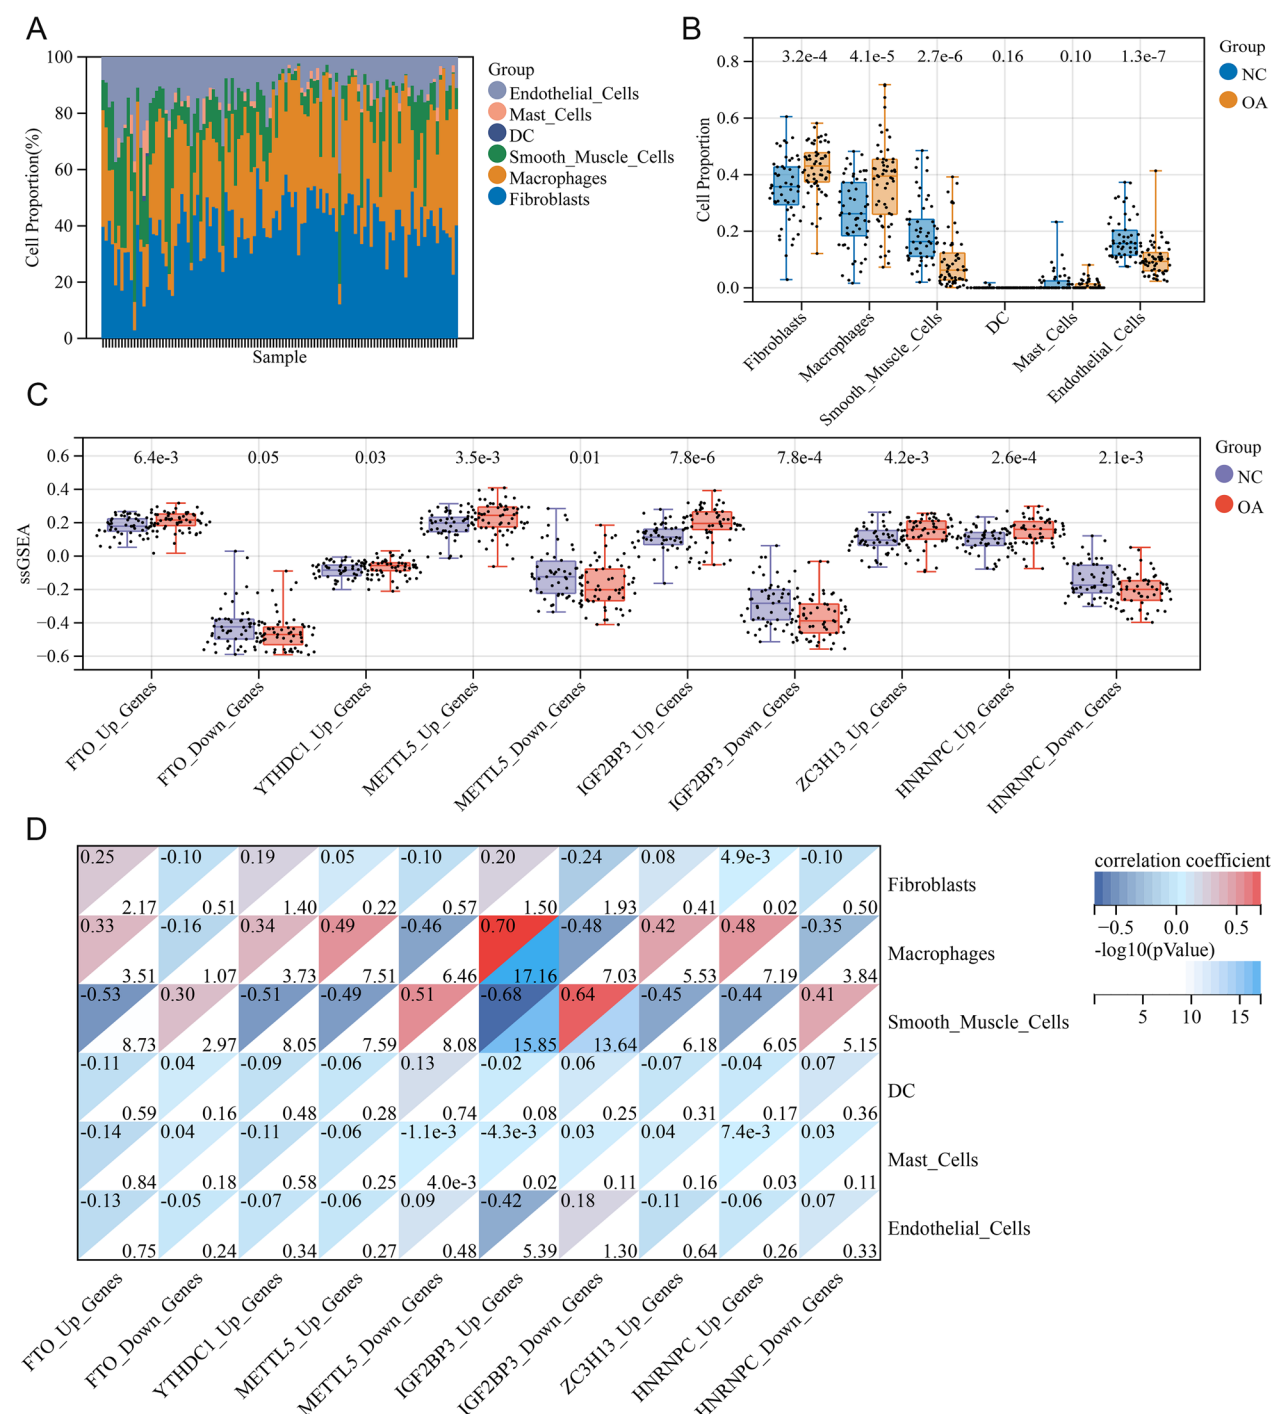 A
100
80
60
40
20
0
Cell Proportion(%)
Sample
Group
Endothelial_Cells
Mast_Cells
DC
Smooth_Muscle_Cells
Macrophages
Fibroblasts
B
0.8
0.6
0.4
0.2
0.0
Cell Proportion
3.2e-4 4.1e-5 2.7e-6 0.16 0.10 1.3e-7
Fibroblasts
Macrophages
Smooth_Muscle_Cells
DC
Mast_Cells
Endothelial_Cells
Group
NC
OA
C
0.6
0.4
0.2
0.0
−0.2
−0.4
−0.6
ssGSEA
6.4e-3 0.05 0.03 3.5e-3 0.01 7.8e-6 7.8e-4 4.2e-3 2.6e-4 2.1e-3
FTO_Up_Genes
FTO_Down_Genes
YTHDC1_Up_Genes
METTL5_Up_Genes
METTL5_Down_Genes
IGF2BP3_Up_Genes
IGF2BP3_Down_Genes
ZC3H13_Up_Genes
HNRNPC_Up_Genes
HNRNPC_Down_Genes
Group
NC
OA
D
0.25 -0.10 0.19 0.05 -0.10 0.20 -0.24 0.08 4.9e-3 -0.10
Fibroblasts
2.17 0.51 1.40 0.22 0.57 1.50 1.93 0.41 0.02 0.50
0.33 -0.16 0.34 0.49 -0.46 0.70 -0.48 0.42 0.48 -0.35
Macrophages
3.51 1.07 3.73 7.51 6.46 17.16 7.03 5.53 7.19 3.84
-0.53 0.30 -0.51 -0.49 0.51 -0.68 0.64 -0.45 -0.44 0.41
Smooth_Muscle_Cells
8.73 2.97 8.05 7.59 8.08 15.85 13.64 6.18 6.05 5.15
-0.11 0.04 -0.09 -0.06 0.13 -0.02 0.06 -0.07 -0.04 0.07
DC
0.59 0.16 0.48 0.28 0.74 0.08 0.25 0.31 0.17 0.36
-0.14 0.04 -0.11 -0.06 -1.1e-3 -4.3e-3 0.03 0.04 7.4e-3 0.03
Mast_Cells
0.84 0.18 0.58 0.25 4.0e-3 0.02 0.11 0.16 0.03 0.11
-0.13 -0.05 -0.07 -0.06 0.09 -0.42 0.18 -0.11 -0.06 0.07
Endothelial_Cells
0.75 0.24 0.34 0.27 0.48 5.39 1.30 0.64 0.26 0.33
FTO_Up_Genes
FTO_Down_Genes
YTHDC1_Up_Genes
METTL5_Up_Genes
METTL5_Down_Genes
IGF2BP3_Up_Genes
IGF2BP3_Down_Genes
ZC3H13_Up_Genes
HNRNPC_Up_Genes
HNRNPC_Down_Genes
correlation coefficient
−0.5 0.0 0.5
-log10(pValue)
5 10 15